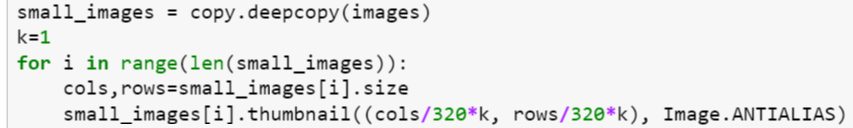 small_images = copy.deepcopy(images)
k=1
for i in range(len(small_images)):
    cols,rows=small_images[i].size
    small_images[i].thumbnail((cols/320*k, rows/320*k), Image.ANTIALIAS)